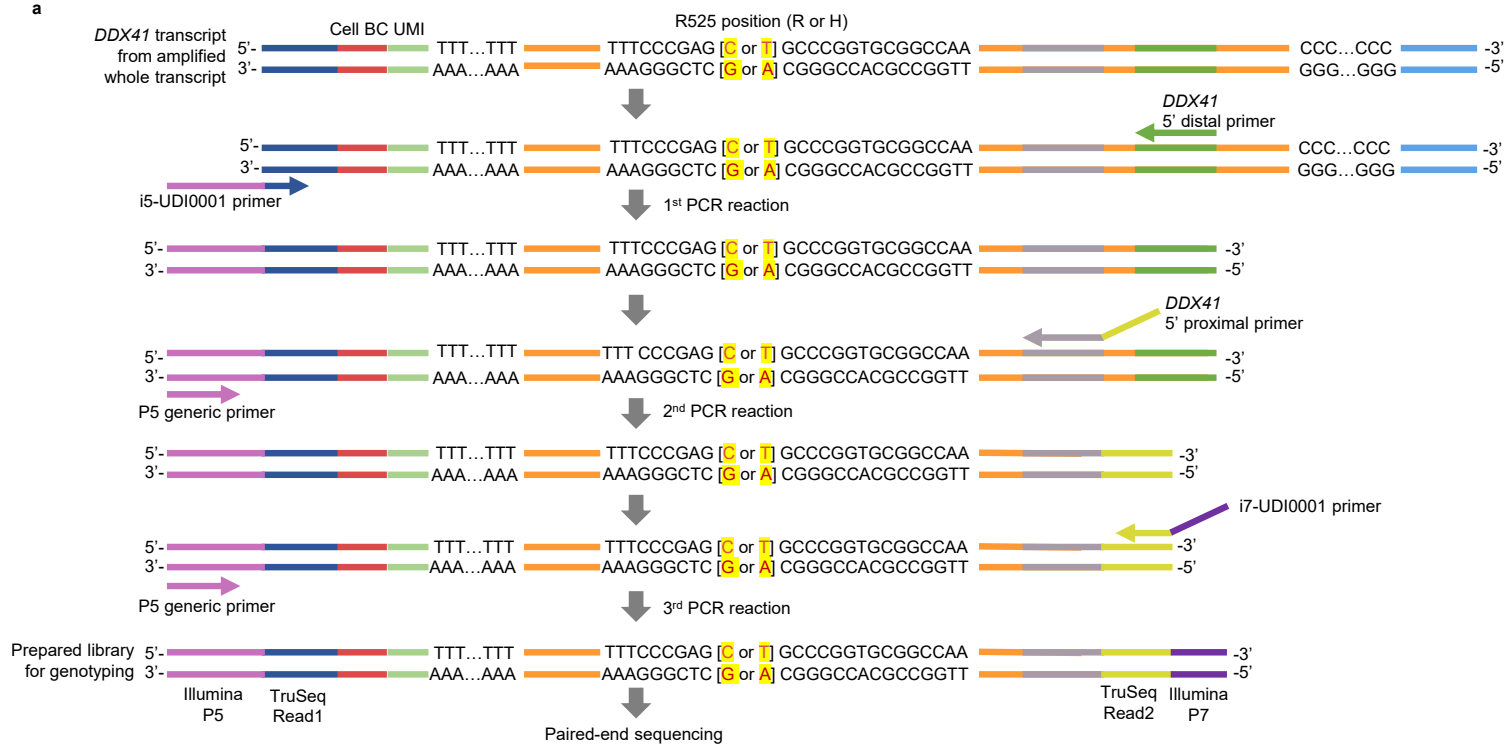 a
R525 position (R or H)
DDX41 transcript
from amplified
whole transcript
Cell BC UMI
5’- TTT...TTT TTTCCCGAG [C or T] GCCCGGTGCGGCCAA CCC...CCC -3’
3’- AAA...AAA AAAGGGCTC [G or A] CGGGCCACGCCGGTT GGG...GGG -5’
DDX41
5’ distal primer
5’- TTT...TTT TTTCCCGAG [C or T] GCCCGGTGCGGCCAA CCC...CCC -3’
3’- AAA...AAA AAAGGGCTC [G or A] CGGGCCACGCCGGTT GGG...GGG -5’
i5-UDI0001 primer
1st PCR reaction
5’- TTT...TTT TTTCCCGAG [C or T] GCCCGGTGCGGCCAA -3’
3’- AAA...AAA AAAGGGCTC [G or A] CGGGCCACGCCGGTT -5’
DDX41
5’ proximal primer
5’- TTT...TTT TTT CCCGAG [C or T] GCCCGGTGCGGCCAA -3’
3’- AAA...AAA AAAGGGCTC [G or A] CGGGCCACGCCGGTT -5’
P5 generic primer
2nd PCR reaction
5’- TTT...TTT TTTCCCGAG [C or T] GCCCGGTGCGGCCAA -3’
3’- AAA...AAA AAAGGGCTC [G or A] CGGGCCACGCCGGTT -5’
i7-UDI0001 primer
5’- TTT...TTT TTTCCCGAG [C or T] GCCCGGTGCGGCCAA -3’
3’- AAA...AAA AAAGGGCTC [G or A] CGGGCCACGCCGGTT -5’
P5 generic primer
3rd PCR reaction
Prepared library
for genotyping
5’- TTT...TTT TTTCCCGAG [C or T] GCCCGGTGCGGCCAA -3’
3’- AAA...AAA AAAGGGCTC [G or A] CGGGCCACGCCGGTT -5’
Illumina
P5
TruSeq
Read1
TruSeq
Read2
Illumina
P7
Paired-end sequencing